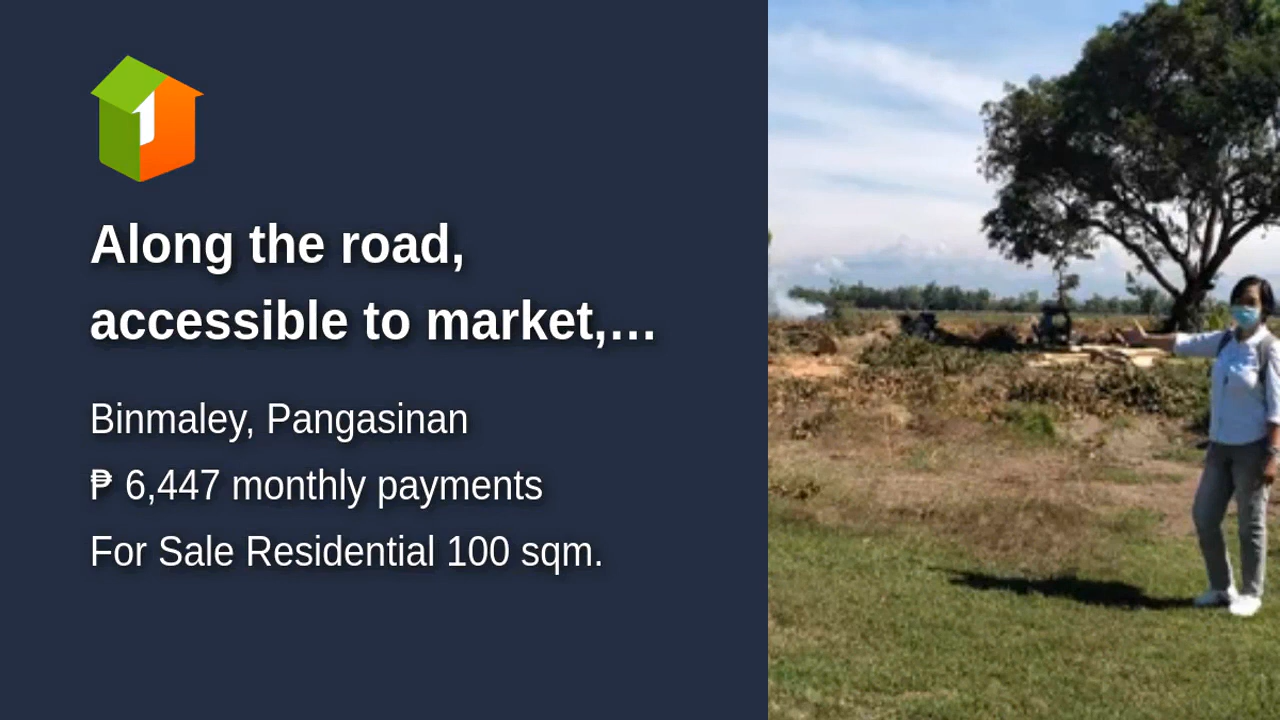 Along the road,
accessible to market,...
Binmaley, Pangasinan
₱ 6,447 monthly payments
For Sale Residential 100 sqm.